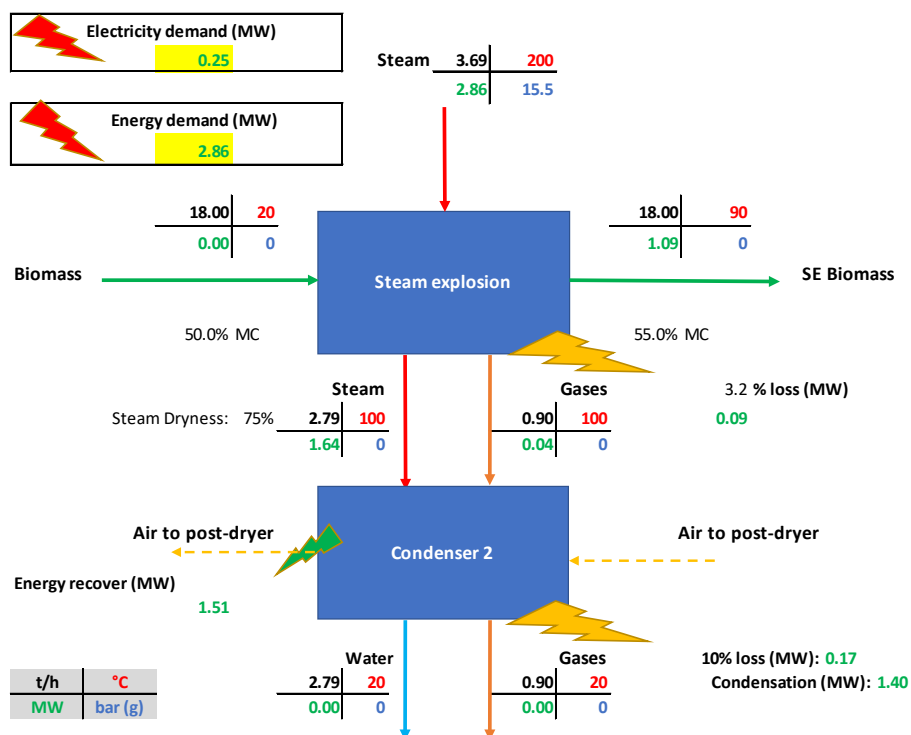 Electricity demand (MW)
0.25
Steam 3.69 200
2.86 15.5
Energy demand (MW)
2.86
18.00 20
0.00 0
18.00 90
1.09 0
Biomass
Steam explosion
SE Biomass
50.0% MC
55.0% MC
Steam
Gases
3.2 % loss (MW)
Steam Dryness: 75% 2.79 100
1.64 0
0.90 100
0.04 0
0.09
Air to post-dryer
Condenser 2
Air to post-dryer
Energy recover (MW)
1.51
Water
Gases
10% loss (MW): 0.17
Condensation (MW): 1.40
t/h °C
MW bar (g)
2.79 20
0.00 0
0.90 20
0.00 0